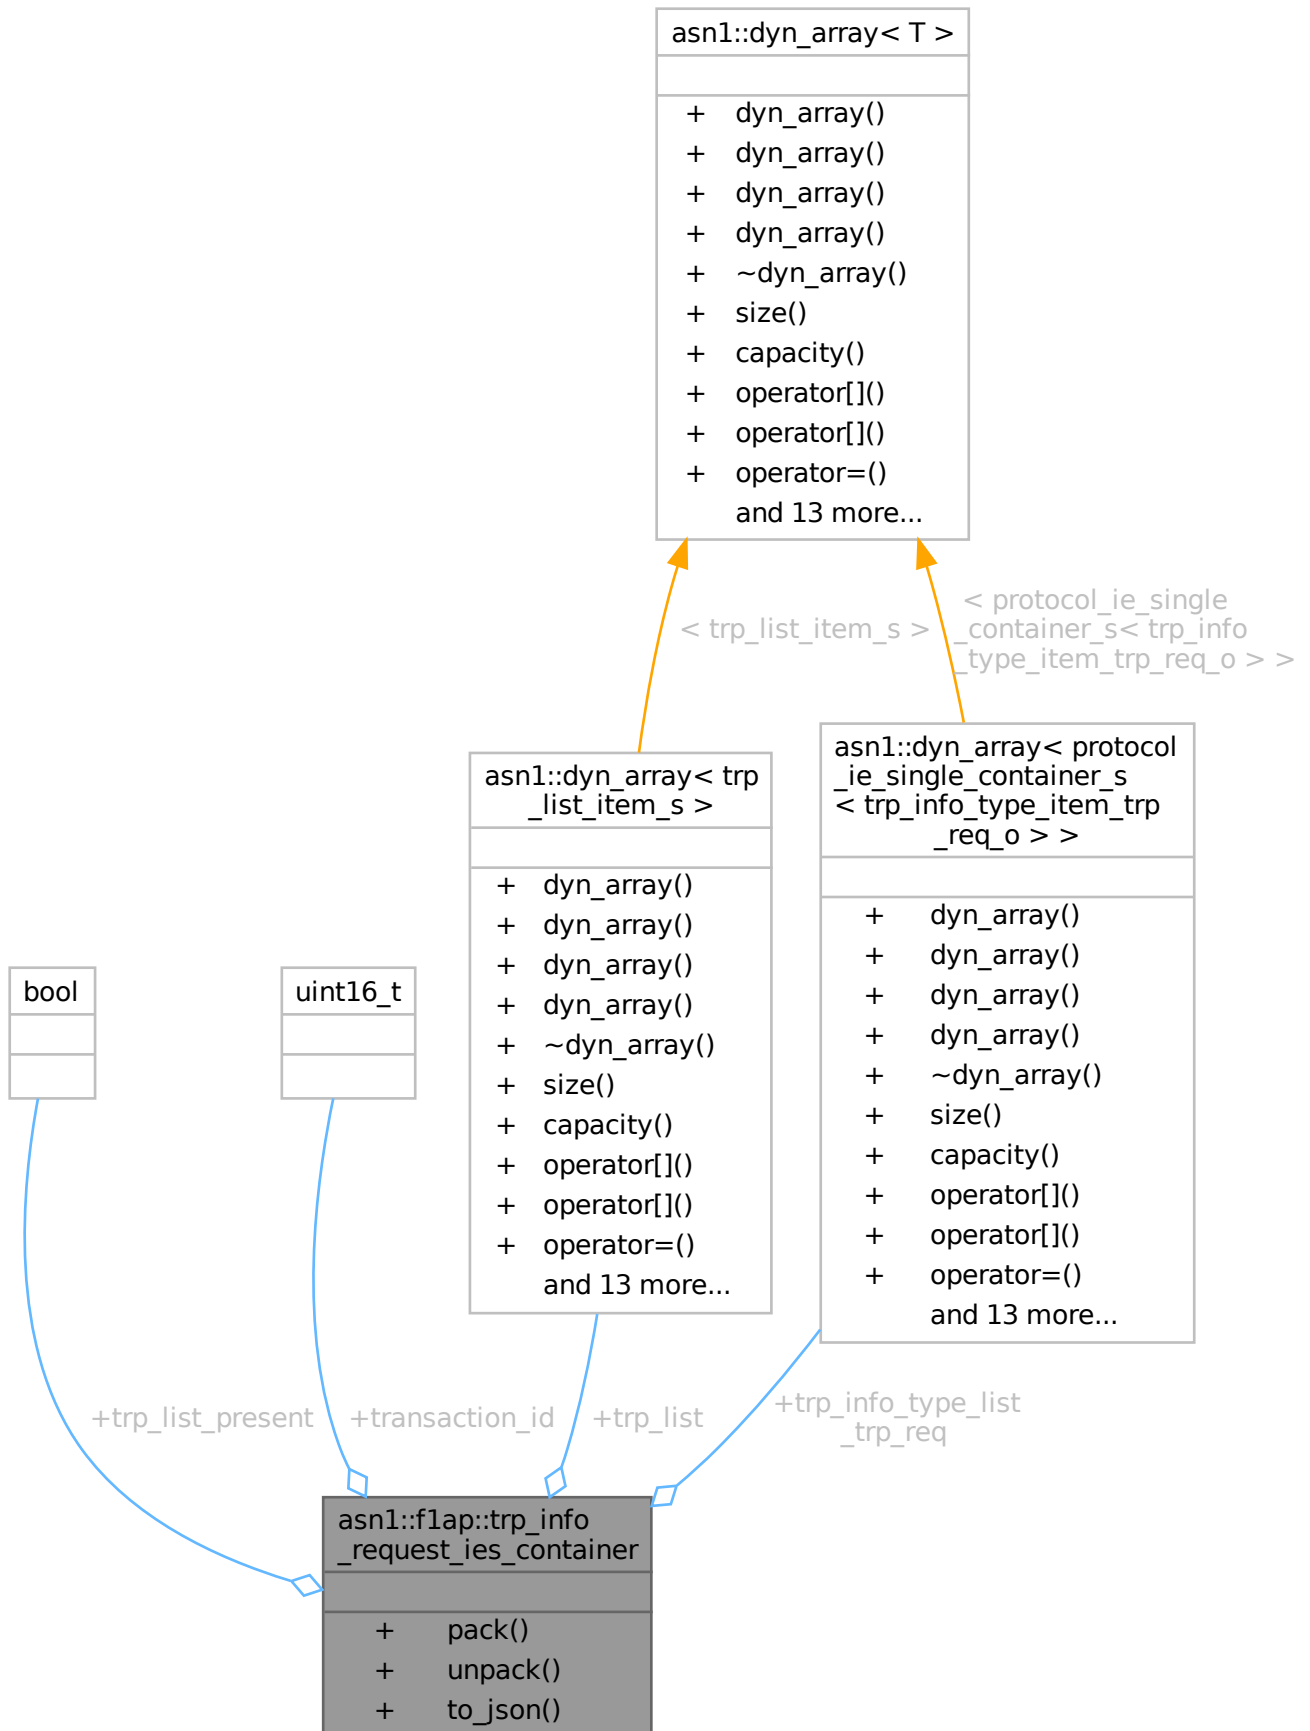 asn1::dyn_array< T >
+ dyn_array()
+ dyn_array()
+ dyn_array()
+ dyn_array()
+ ~dyn_array()
+ size()
+ capacity()
+ operator[]()
+ operator[]()
+ operator=()
and 13 more...
< trp_list_item_s >
< protocol_ie_single
_container_s< trp_info
_type_item_trp_req_o > >
asn1::dyn_array< trp
_list_item_s >
+ dyn_array()
+ dyn_array()
+ dyn_array()
+ dyn_array()
+ ~dyn_array()
+ size()
+ capacity()
+ operator[]()
+ operator[]()
+ operator=()
and 13 more...
asn1::dyn_array< protocol
_ie_single_container_s
< trp_info_type_item_trp
_req_o > >
+ dyn_array()
+ dyn_array()
+ dyn_array()
+ dyn_array()
+ ~dyn_array()
+ size()
+ capacity()
+ operator[]()
+ operator[]()
+ operator=()
and 13 more...
bool
uint16_t
+trp_list_present
+transaction_id
+trp_list
+trp_info_type_list
_trp_req
asn1::f1ap::trp_info
_request_ies_container
+ pack()
+ unpack()
+ to_json()